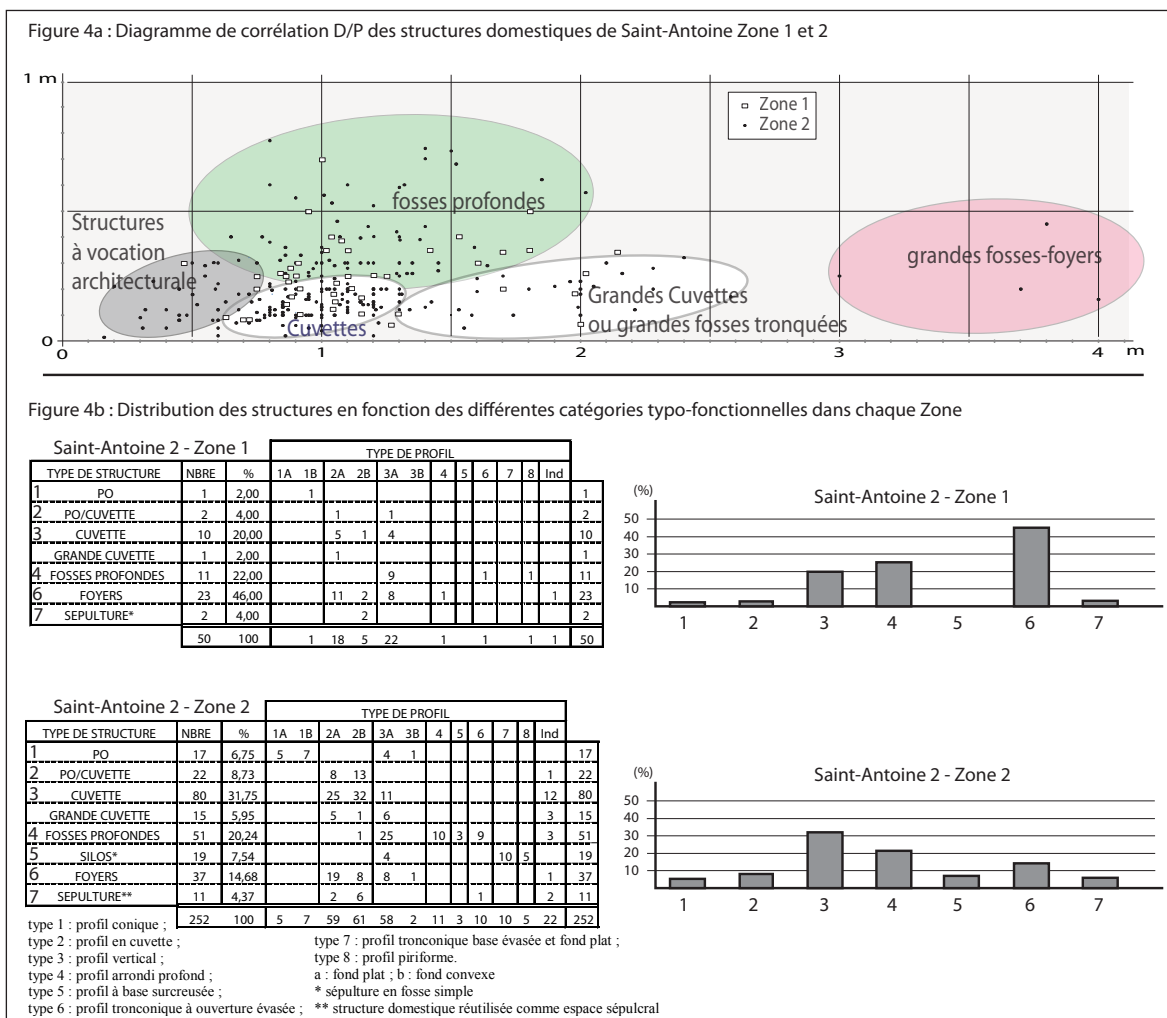 Figure 4a : Diagramme de corrélation D/P des structures domestiques de Saint-Antoine Zone 1 et 2
1 m
Zone 1
Zone 2
fosses profondes
Structures
à vocation
architecturale
grandes fosses-foyers
Grandes Cuvettes
ou grandes fosses tronquées
Cuvettes
0
0 1 2 3 4 m
Figure 4b : Distribution des structures en fonction des différentes catégories typo-fonctionnelles dans chaque Zone
Saint-Antoine 2 - Zone 1 TYPE DE PROFIL
TYPE DE STRUCTURE NBRE % 1A 1B 2A 2B 3A 3B 4 5 6 7 8 Ind
1 PO 1 2,00 1 1
2 PO/CUVETTE 2 4,00 1 1 2
3 CUVETTE 10 20,00 5 1 4 10
GRANDE CUVETTE 1 2,00 1 1
4 FOSSES PROFONDES 11 22,00 9 1 1 11
6 FOYERS 23 46,00 11 2 8 1 1 23
7 SEPULTURE* 2 4,00 2 2
50 100 1 18 5 22 1 1 1 1 50
Saint-Antoine 2 - Zone 1
(%)
50
40
30
20
10
1 2 3 4 5 6 7
Saint-Antoine 2 - Zone 2 TYPE DE PROFIL
TYPE DE STRUCTURE NBRE % 1A 1B 2A 2B 3A 3B 4 5 6 7 8 Ind
1 PO 17 6,75 5 7 4 1 17
2 PO/CUVETTE 22 8,73 8 13 1 22
3 CUVETTE 80 31,75 25 32 11 12 80
GRANDE CUVETTE 15 5,95 5 1 6 3 15
4 FOSSES PROFONDES 51 20,24 1 25 10 3 9 3 51
5 SILOS* 19 7,54 4 10 5 19
6 FOYERS 37 14,68 19 8 8 1 1 37
7 SEPULTURE** 11 4,37 2 6 1 2 11
252 100 5 7 59 61 58 2 11 3 10 10 5 22 252
Saint-Antoine 2 - Zone 2
(%)
50
40
30
20
10
1 2 3 4 5 6 7
type 1 : profil conique ;
type 2 : profil en cuvette ;
type 3 : profil vertical ;
type 4 : profil arrondi profond ;
type 5 : profil à base surcreusée ;
type 6 : profil tronconique à ouverture évasée ;
type 7 : profil tronconique base évasée et fond plat ;
type 8 : profil piriforme.
a : fond plat ; b : fond convexe
* sépulture en fosse simple
** structure domestique réutilisée comme espace sépulcral